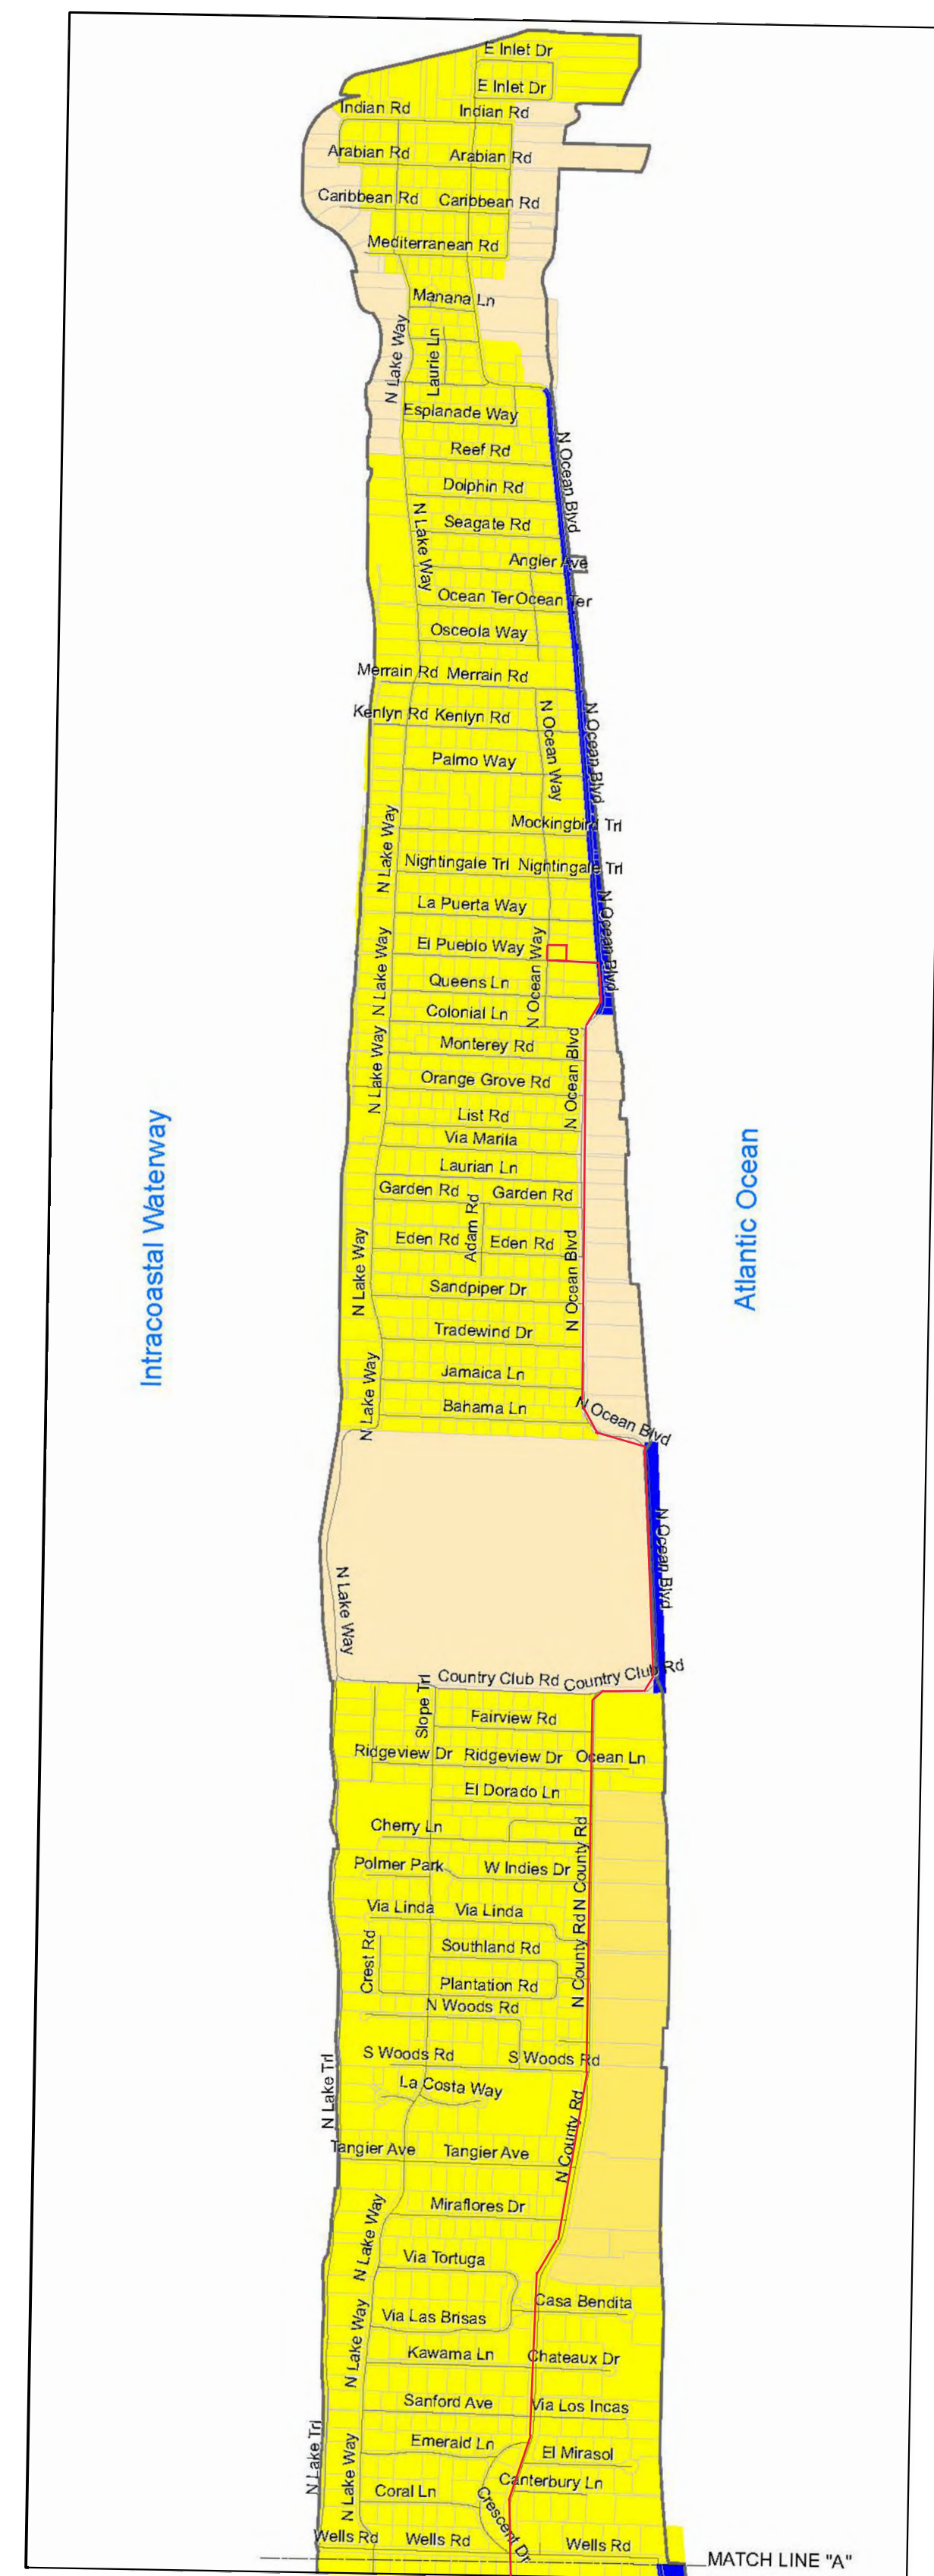 E Inlet Dr
E Inlet Dr
Indian Rd Indian Rd
Arabian Rd Arabian Rd
Caribbean Rd Caribbean Rd
Mediterranean Rd
Manana Ln
N Lake Way
Laurie Ln
Esplanade Way
N Ocean Blvd
Reef Rd
Dolphin Rd
N Lake Way
Seagate Rd
Angler Ave
Ocean Ter Ocean Ter
Osceola Way
Merrain Rd Merrain Rd
Kenlyn Rd Kenlyn Rd
N Ocean Way
N Ocean Blvd
Palmo Way
Mockingbird Trl
N Lake Way
Nightingale Trl Nightingale Trl
N Ocean Blvd
La Puerta Way
El Pueblo Way
N Lake Way
N Ocean Way
Queens Ln
Colonial Ln
N Lake Way
Monterey Rd
N Ocean Blvd
Orange Grove Rd
List Rd
Via Marila
Laurian Ln
Garden Rd Garden Rd
Adam Rd
Eden Rd Eden Rd
N Lake Way
N Ocean Blvd
Sandpiper Dr
Tradewind Dr
Jamaica Ln
N Lake Way
Bahama Ln
N Ocean Blvd
Intracoastal Waterway
Atlantic Ocean
N Ocean Blvd
N Lake Way
Country Club Rd Country Club Rd
Slope Trl
Fairview Rd
Ridgeview Dr Ridgeview Dr Ocean Ln
El Dorado Ln
Cherry Ln
N County Rd
Polmer Park W Indies Dr
Via Linda Via Linda
N County Rd
Crest Rd
Southland Rd
Plantation Rd
N Woods Rd
S Woods Rd S Woods Rd
N Lake Trl
La Costa Way
N County Rd
Tangier Ave Tangier Ave
Miraflores Dr
N Lake Way
Via Tortuga
Casa Bendita
Via Las Brisas
N Lake Way
Kawama Ln Chateaux Dr
Sanford Ave Via Los Incas
Emerald Ln
El Mirasol
N Lake Trl
N Lake Way
Canterbury Ln
Coral Ln
Crescent Dr
Wells Rd Wells Rd Wells Rd
MATCH LINE "A"